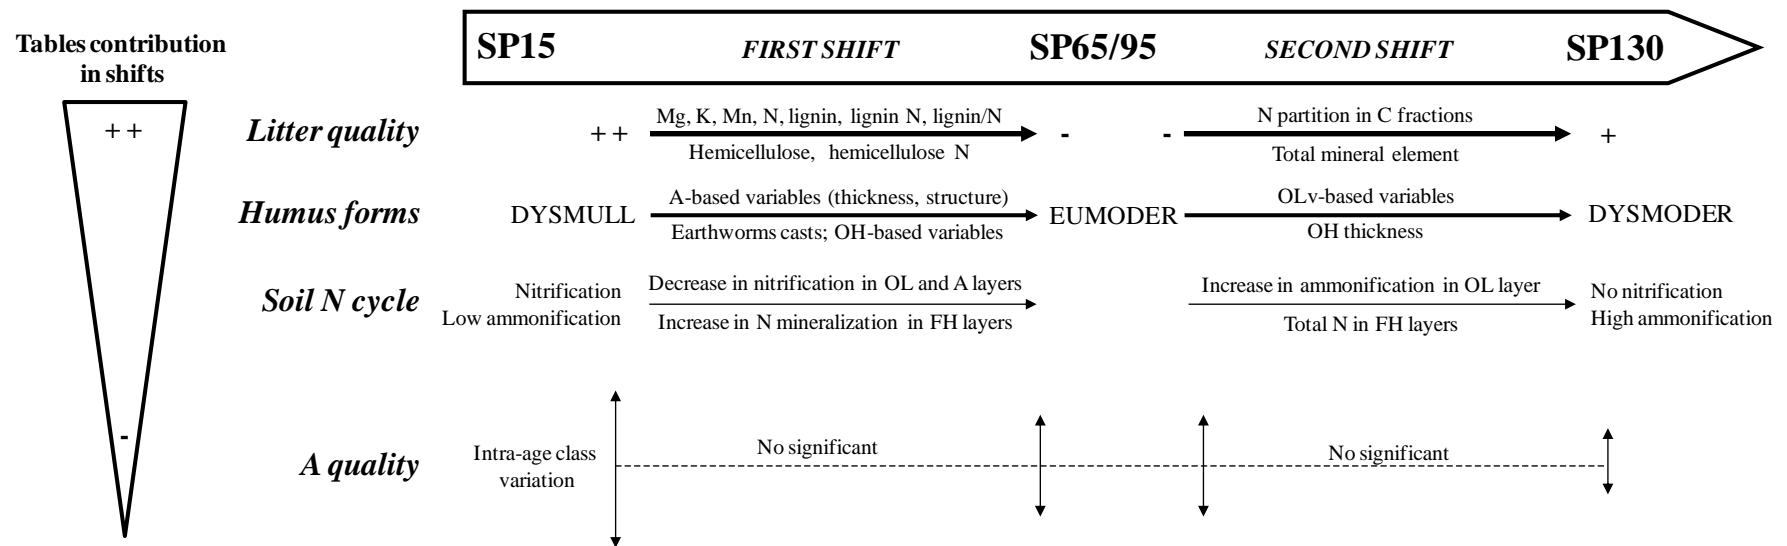 Tables contribution
in shifts
SP15 FIRST SHIFT SP65/95 SECOND SHIFT SP130
+ +
Litter quality
+ +
Mg, K, Mn, N, lignin, lignin N, lignin/N
Hemicellulose, hemicellulose N
-
-
N partition in C fractions
Total mineral element
+
Humus forms
DYSMULL
A-based variables (thickness, structure)
Earthworms casts; OH-based variables
EUMODER
OLv-based variables
OH thickness
DYSMODER
Soil N cycle
Nitrification
Low ammonification
Decrease in nitrification in OL and A layers
Increase in N mineralization in FH layers
Increase in ammonification in OL layer
Total N in FH layers
No nitrification
High ammonification
-
A quality
Intra-age class
variation
No significant
No significant